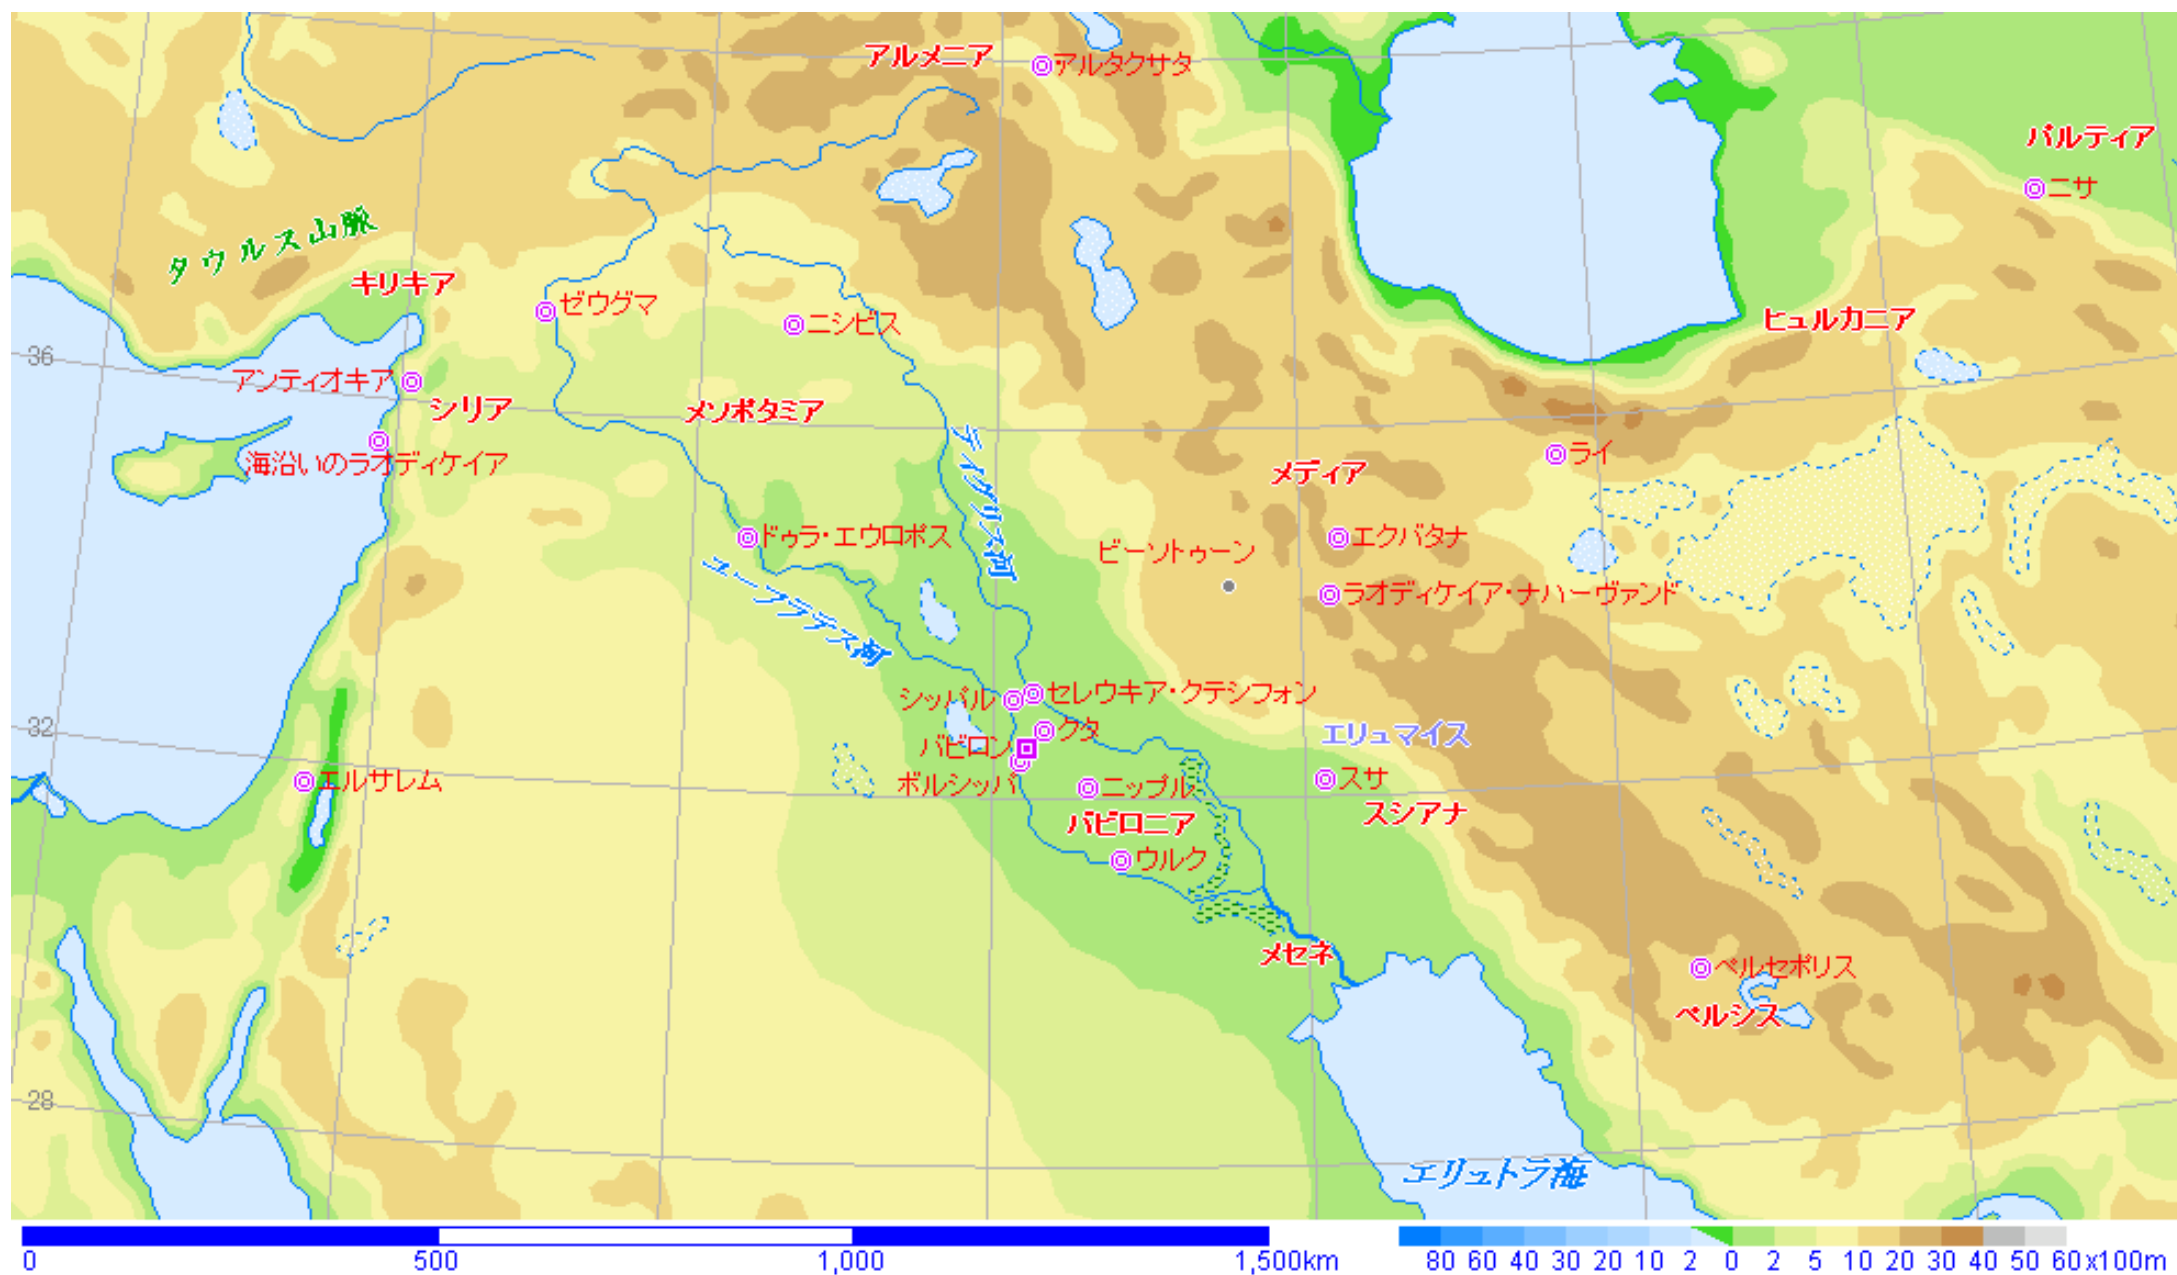 アルメニア
アルタクサタ
パルティア
ニサ
タウルス山脈
キリキア
ゼウグマ
ニシビス
ヒュルカニア
36
アンティオキア
シリア
メソポタミア
海沿いのラオディケイア
ティグリス河
メディア
ライ
ドゥラ・エウロポス
ビーソトゥーン
エクバタナ
ユーフラテス河
ラオディケイア・ナハーヴァンド
シッパル
セレウキア・クテシフォン
32
クタ
エリュマイス
バビロン
エルサレム
ボルシッパ
ニップル
スサ
スシアナ
バビロニア
ウルク
メセネ
ペルセポリス
ペルシス
28
エリュトラ海
0 500 1,000 1,500km
80 60 40 30 20 10 2 0 2 5 10 20 30 40 50 60 x100m